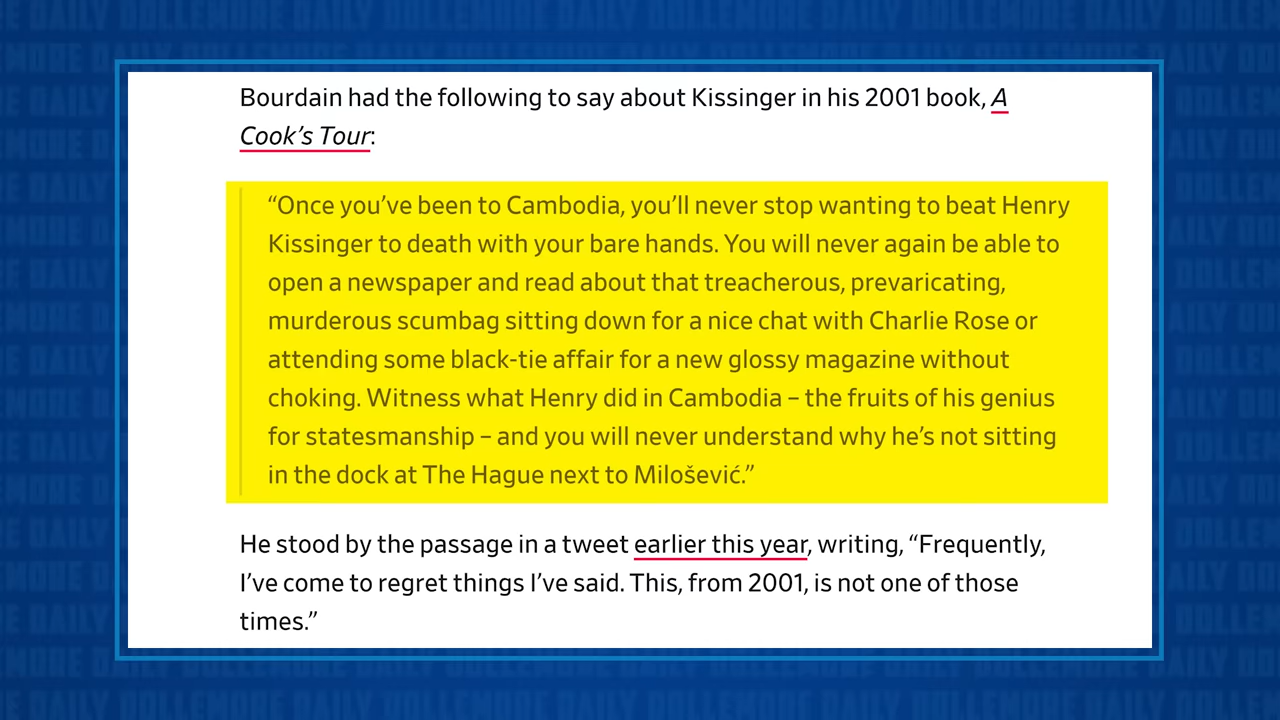 Bourdain had the following to say about Kissinger in his 2001 book, A
Cook’s Tour:
“Once you’ve been to Cambodia, you’ll never stop wanting to beat Henry
Kissinger to death with your bare hands. You will never again be able to
open a newspaper and read about that treacherous, prevaricating,
murderous scumbag sitting down for a nice chat with Charlie Rose or
attending some black-tie affair for a new glossy magazine without
choking. Witness what Henry did in Cambodia – the fruits of his genius
for statesmanship – and you will never understand why he’s not sitting
in the dock at The Hague next to Milošević.”
He stood by the passage in a tweet earlier this year, writing, “Frequently,
I’ve come to regret things I’ve said. This, from 2001, is not one of those
times.”